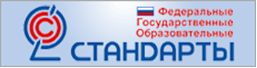 Федеральные
Государственные
Образовательные
СТАНДАРТЫ